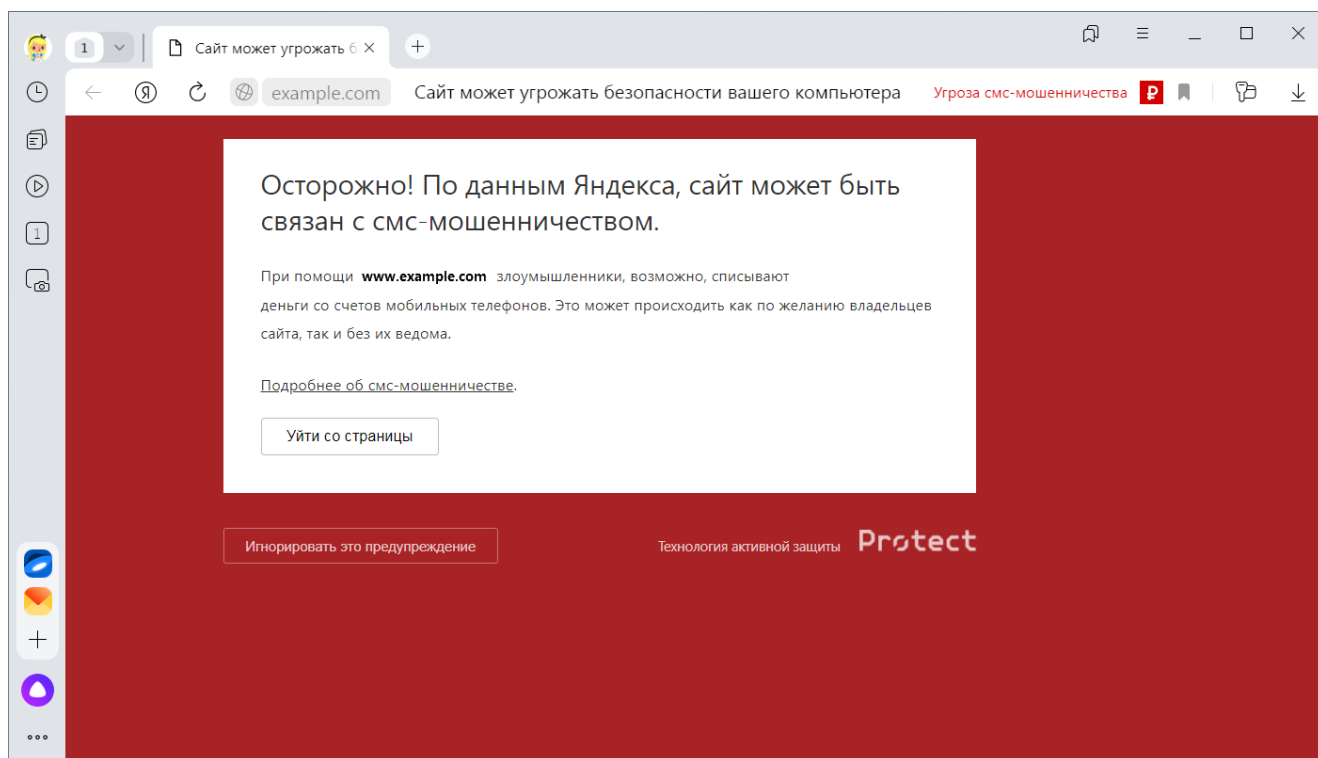 1
Сайт может угрожать б
Я
example.com
Сайт может угрожать безопасности вашего компьютера
Угроза смс-мошенничества
₽
1
Осторожно! По данным Яндекса, сайт может быть
связан с смс-мошенничеством.
При помощи www.example.com злоумышленники, возможно, списывают
деньги со счетов мобильных телефонов. Это может происходить как по желанию владельцев
сайта, так и без их ведома.
Подробнее об смс-мошенничестве.
Уйти со страницы
Игнорировать это предупреждение
Технология активной защиты Protect